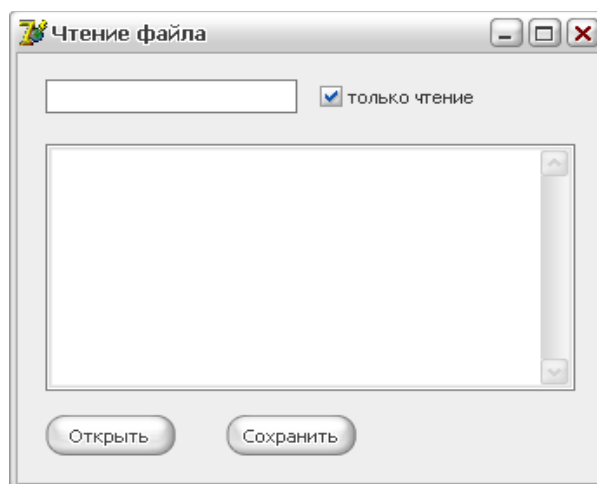 Чтение файла
только чтение
Открыть
Сохранить